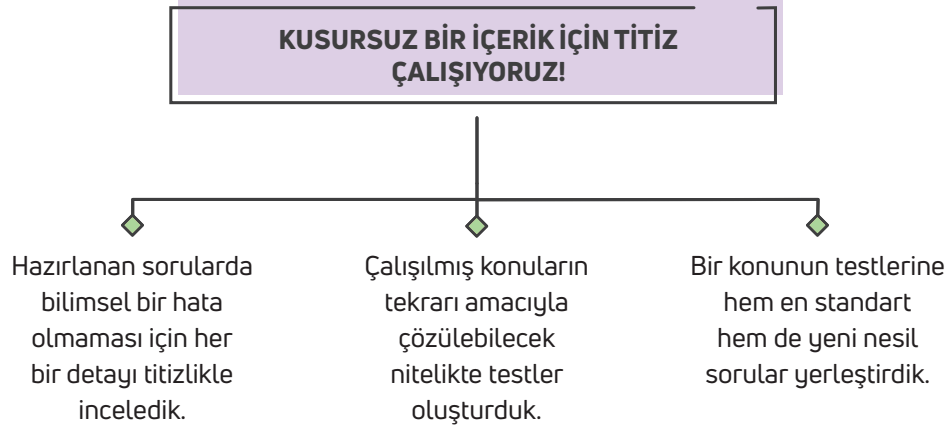 KUSURSUZ BİR İÇERİK İÇİN TİTİZ
ÇALIŞIYORUZ!
Hazırlanan sorularda
bilimsel bir hata
olmaması için her
bir detayı titizlikle
inceledik.
Çalışılmış konuların
tekrarı amacıyla
çözülebilecek
nitelikte testler
oluşturduk.
Bir konunun testlerine
hem en standart
hem de yeni nesil
sorular yerleştirdik.